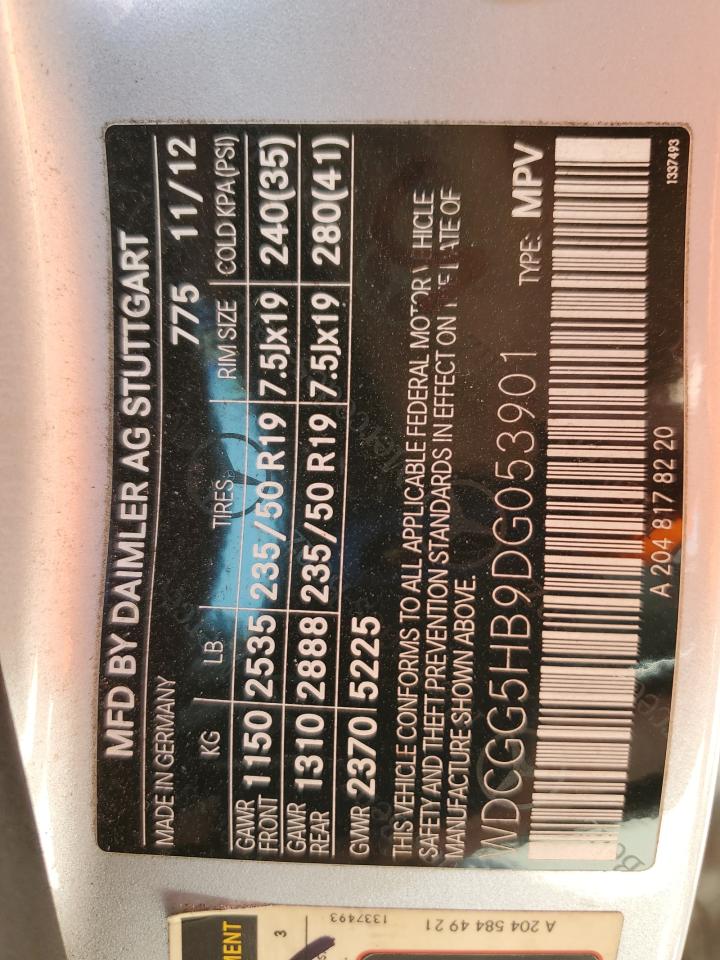 MFD BY DAIMLER AG STUTTGART
MADE IN GERMANY 775 11/12
KG LB TIRES RIM SIZE COLD KPA(PSI)
GAWR FRONT 1150 2535 235/50 R19 7.5Jx19 240(35)
GAWR REAR 1310 2888 235/50 R19 7.5Jx19 280(41)
GVWR 2370 5225
THIS VEHICLE CONFORMS TO ALL APPLICABLE FEDERAL MOTOR VEHICLE
SAFETY AND THEFT PREVENTION STANDARDS IN EFFECT ON THE DATE OF
MANUFACTURE SHOWN ABOVE.
WDCGG5HB9DG053901 TYPE: MPV
A 204 817 82 20
1337493
A 204 584 49 21
1337493
3